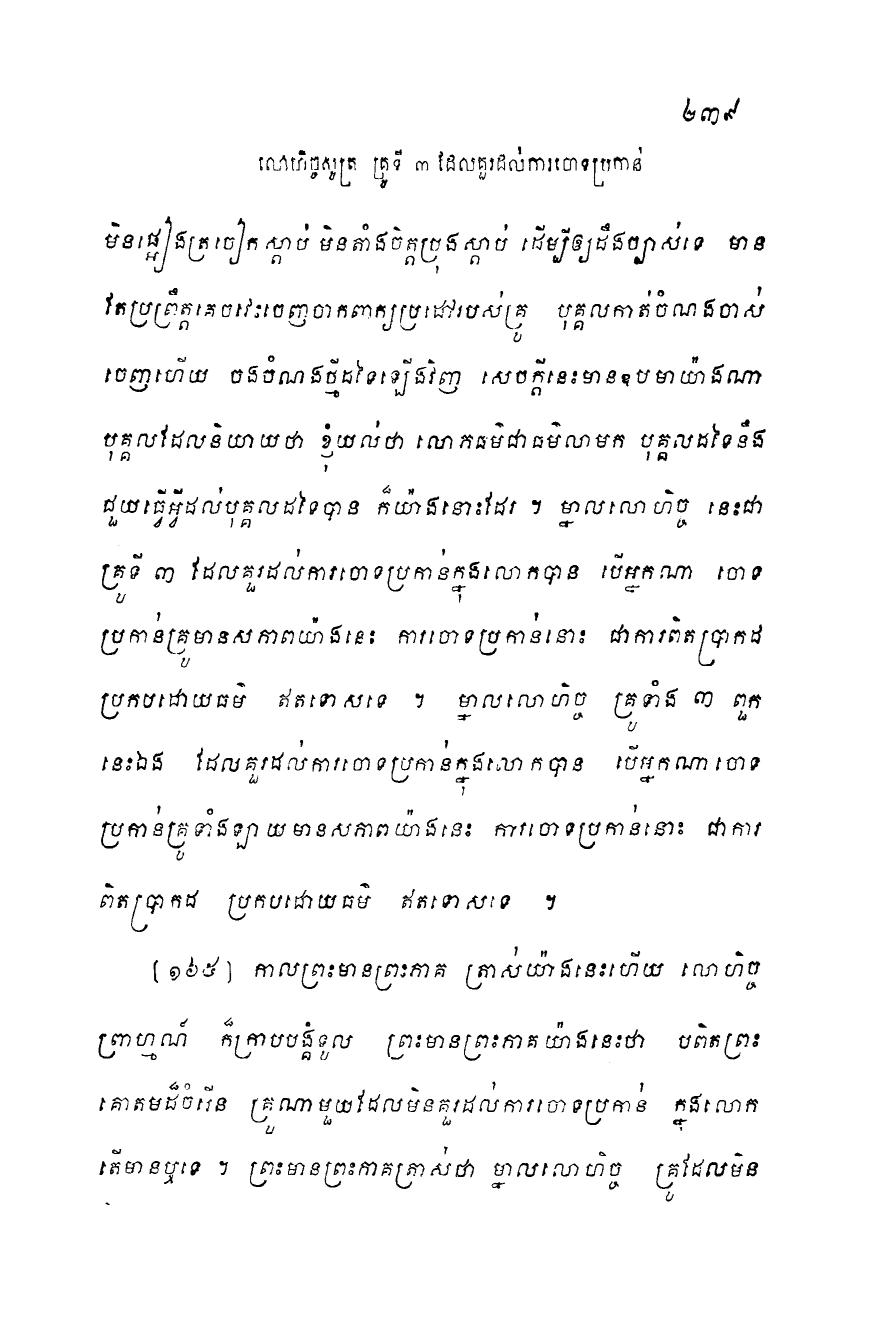 ២៣៩
លោហិច្ចសូត្រ គ្រូទី ៣ ដែលគួរដល់ការចោទប្រកាន់
មិនផ្អៀងត្រចៀកស្តាប់ មិនតាំងចិត្តប្រុងស្តាប់ ដើម្បីឲ្យដឹងច្បាស់ទេ មាន
តែប្រព្រឹត្តគេចវេះចេញចាកពាក្យប្រដៅរបស់គ្រូ បុគ្គលកាត់ចំណងចាស់
ចេញហើយ ចងចំណងថ្មីដទៃឡើងវិញ សេចក្តីនេះមានឧបមាយ៉ាងណា
បុគ្គលដែលនិយាយថា ខ្ញុំយល់ថា លោភធម៌ជាធម៌លាមក បុគ្គលដទៃនឹង
ជួយធ្វើអ្វីដល់បុគ្គលដទៃបាន ក៏យ៉ាងនោះដែរ ។ ម្នាលលោហិច្ច នេះជា
គ្រូទី ៣ ដែលគួរដល់ការចោទប្រកាន់ក្នុងលោកបាន បើអ្នកណា ចោទ
ប្រកាន់គ្រូមានសភាពយ៉ាងនេះ ការចោទប្រកាន់នោះ ជាការពិតប្រាកដ
ប្រកបដោយធម៌ ឥតទោសទេ ។ ម្នាលលោហិច្ច គ្រូទាំង ៣ ពួក
នេះឯង ដែលគួរដល់ការចោទប្រកាន់ក្នុងលោកបាន បើអ្នកណាចោទ
ប្រកាន់គ្រូទាំងឡាយមានសភាពយ៉ាងនេះ ការចោទប្រកាន់នោះ ជាការ
ពិតប្រាកដ ប្រកបដោយធម៌ ឥតទោសទេ ។
[១៦៥] កាលព្រះមានព្រះភាគ ត្រាស់យ៉ាងនេះហើយ លោហិច្ច
ព្រាហ្មណ៍ ក៏ក្រាបបង្គំទូល ព្រះមានព្រះភាគយ៉ាងនេះថា បពិតព្រះ
គោតមដ៏ចំរើន គ្រូណាមួយដែលមិនគួរដល់ការចោទប្រកាន់ ក្នុងលោក
តើមានឬទេ ។ ព្រះមានព្រះភាគត្រាស់ថា ម្នាលលោហិច្ច គ្រូដែលមិន